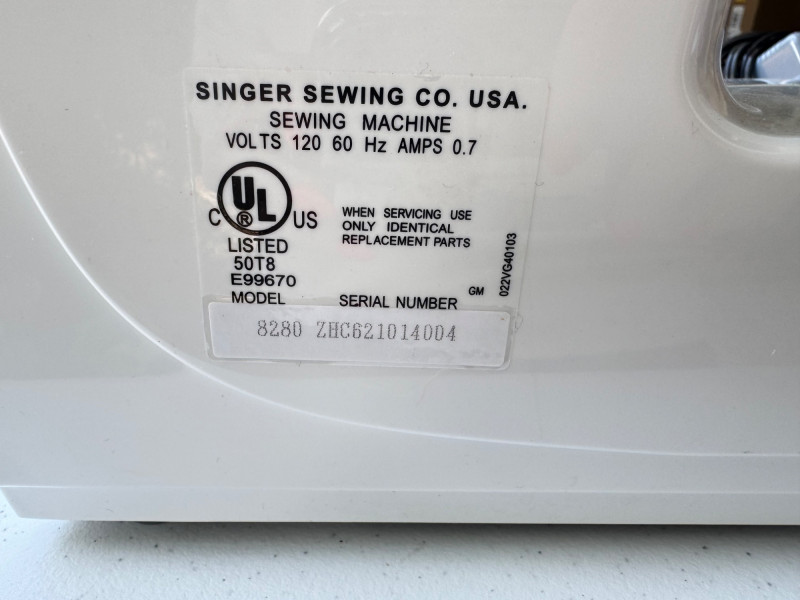 SINGER SEWING CO. USA.
SEWING MACHINE
VOLTS 120 60 Hz AMPS 0.7
C UL ® US
LISTED
50T8
E99670
WHEN SERVICING USE
ONLY IDENTICAL
REPLACEMENT PARTS
GM
022VG40103
MODEL SERIAL NUMBER
8280 ZHC621014004